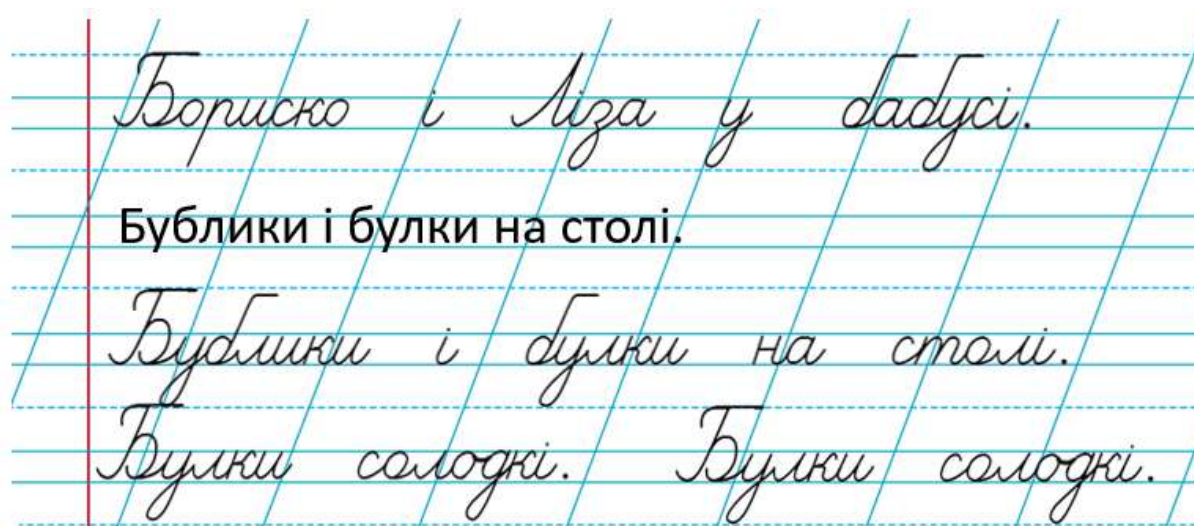 Бориско і Ліза у бабусі.
Бублики і булки на столі.
Бублики і булки на столі.
Булки солодкі. Булки солодкі.